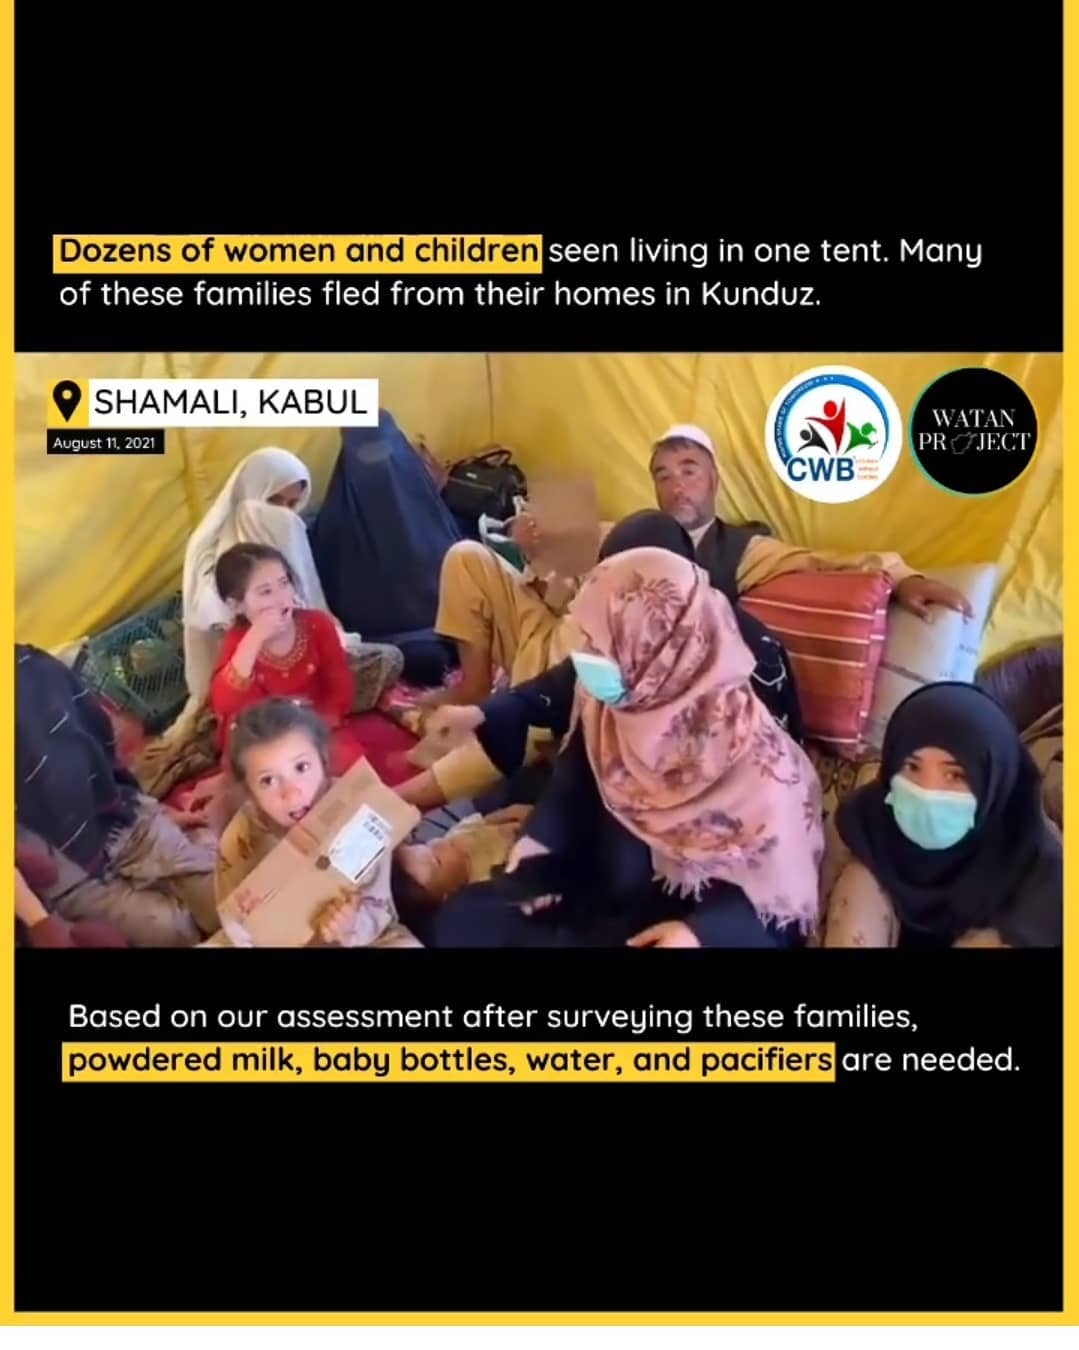 Dozens of women and children seen living in one tent. Many
of these families fled from their homes in Kunduz.
SHAMALI, KABUL
August 11, 2021
CWB
WATAN
PR JECT
Based on our assessment after surveying these families,
powdered milk, baby bottles, water, and pacifiers are needed.